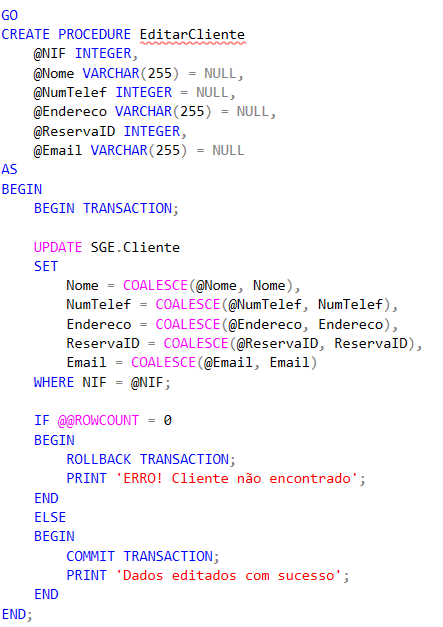 GO
CREATE PROCEDURE EditarCliente
    @NIF INTEGER,
    @Nome VARCHAR(255) = NULL,
    @NumTelef INTEGER = NULL,
    @Endereco VARCHAR(255) = NULL,
    @ReservaID INTEGER,
    @Email VARCHAR(255) = NULL
AS
BEGIN
    BEGIN TRANSACTION;

    UPDATE SGE.Cliente
    SET
        Nome = COALESCE(@Nome, Nome),
        NumTelef = COALESCE(@NumTelef, NumTelef),
        Endereco = COALESCE(@Endereco, Endereco),
        ReservaID = COALESCE(@ReservaID, ReservaID),
        Email = COALESCE(@Email, Email)
    WHERE NIF = @NIF;

    IF @@ROWCOUNT = 0
    BEGIN
        ROLLBACK TRANSACTION;
        PRINT 'ERRO! Cliente não encontrado';
    END
    ELSE
    BEGIN
        COMMIT TRANSACTION;
        PRINT 'Dados editados com sucesso';
    END
END;